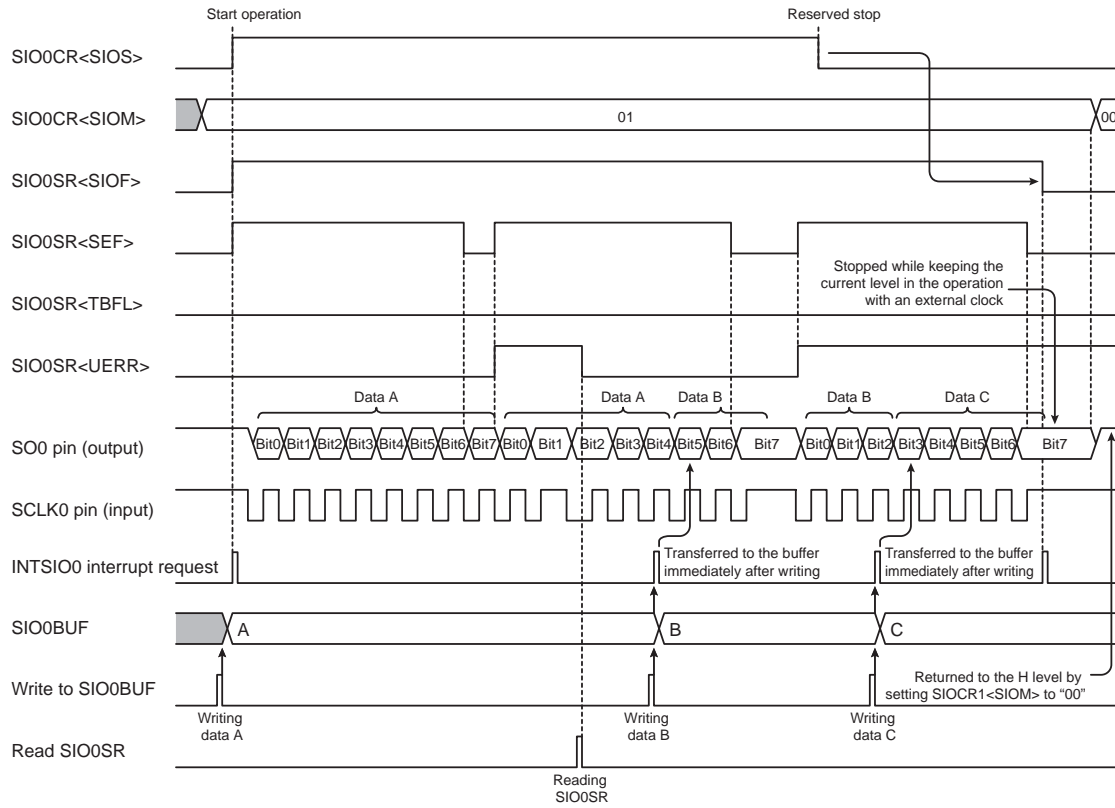 Start operation
Reserved stop
SIO0CR<SIOS>
SIO0CR<SIOM>
01
00
SIO0SR<SIOF>
SIO0SR<SEF>
Stopped while keeping the
current level in the operation
with an external clock
SIO0SR<TBFL>
SIO0SR<UERR>
Data A Data A Data B Data B Data C
SO0 pin (output)
Bit0 Bit1 Bit2 Bit3 Bit4 Bit5 Bit6 Bit7 Bit0 Bit1 Bit2 Bit3 Bit4 Bit5 Bit6 Bit7 Bit0 Bit1 Bit2 Bit3 Bit4 Bit5 Bit6 Bit7
SCLK0 pin (input)
INTSIO0 interrupt request
Transferred to the buffer
immediately after writing
Transferred to the buffer
immediately after writing
SIO0BUF
A
B
C
Write to SIO0BUF
Returned to the H level by
setting SIOCR1<SIOM> to “00”
Writing
data A
Writing
data B
Writing
data C
Read SIO0SR
Reading
SIO0SR